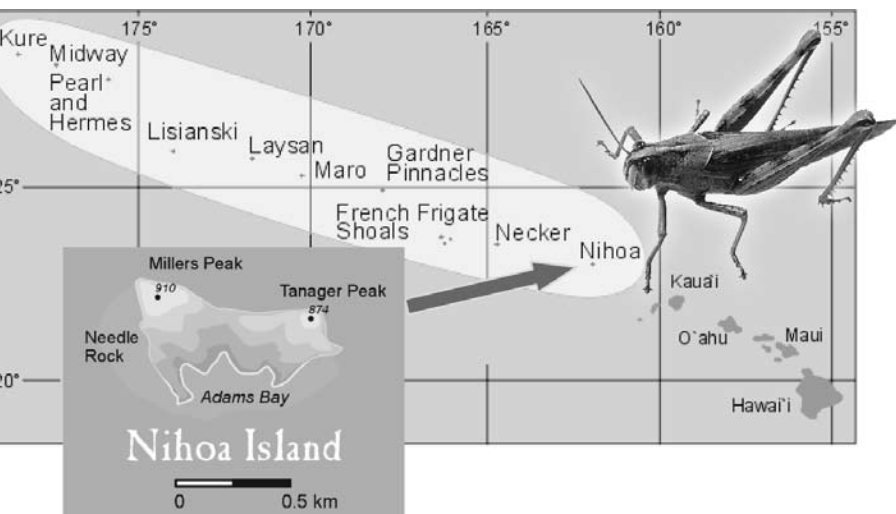 175°
170°
165°
160°
155°
Kure
Midway
Pearl
and
Hermes
Lisianski
Laysan
Maro
Gardner
Pinnacles
25°
French Frigate
Shoals
Necker
Nihoa
Kaua'i
O`ahu
Maui
Hawai'i
20°
Millers Peak
910
Tanager Peak
874
Needle
Rock
Adams Bay
Nihoa Island
0
0.5 km